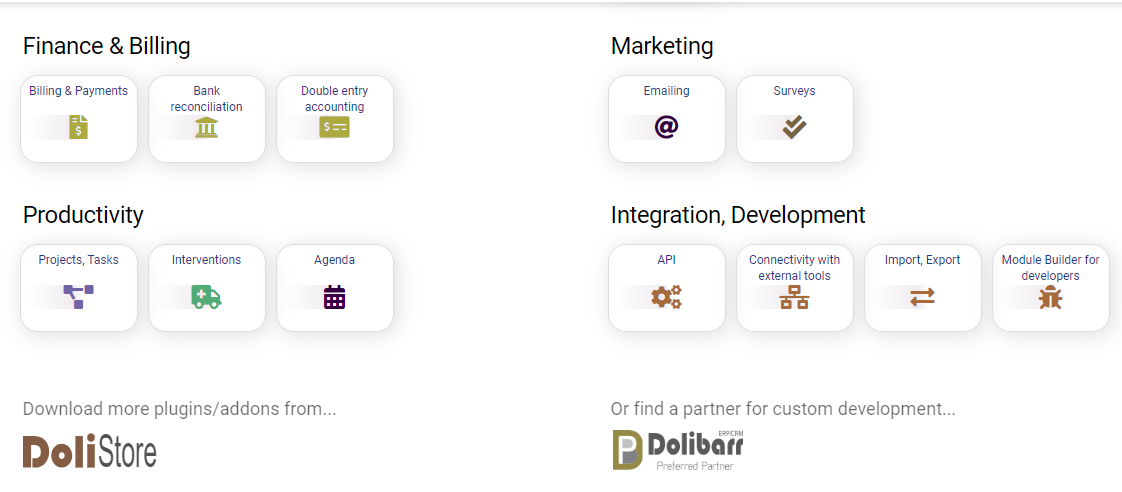 Finance & Billing
Billing & Payments
Bank
reconciliation
Double entry
accounting
$
$
Marketing
Emailing
@
Surveys
Productivity
Projects, Tasks
Interventions
Agenda
Integration, Development
API
Connectivity with
external tools
Import, Export
Module Builder for
developers
Download more plugins/addons from...
DoliStore
Or find a partner for custom development...
ERP/CRM
Dolibarr
Preferred Partner